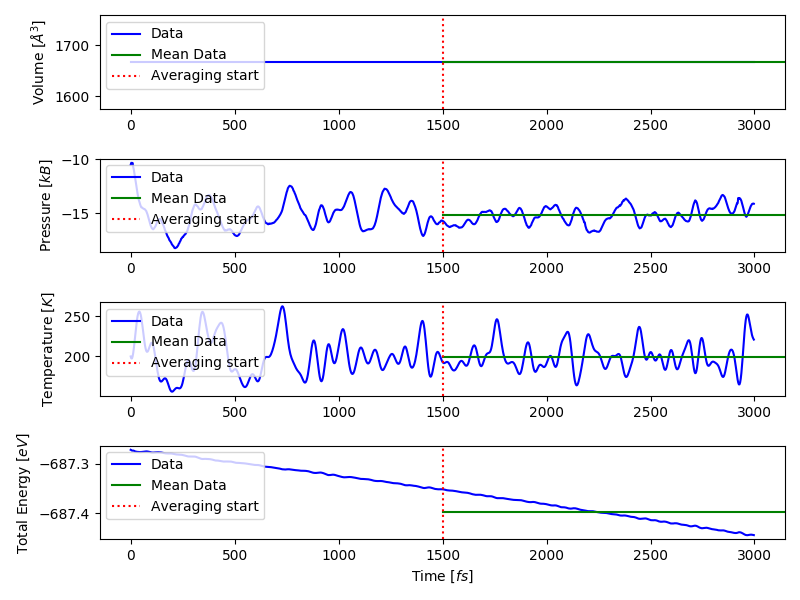 Volume [Å³]
1700
1600
Data
Mean Data
Averaging start
0 500 1000 1500 2000 2500 3000
Pressure [kB]
−10
−15
Data
Mean Data
Averaging start
0 500 1000 1500 2000 2500 3000
Temperature [K]
250
200
Data
Mean Data
Averaging start
0 500 1000 1500 2000 2500 3000
Total Energy [eV]
−687.3
−687.4
Data
Mean Data
Averaging start
0 500 1000 1500 2000 2500 3000
Time [fs]